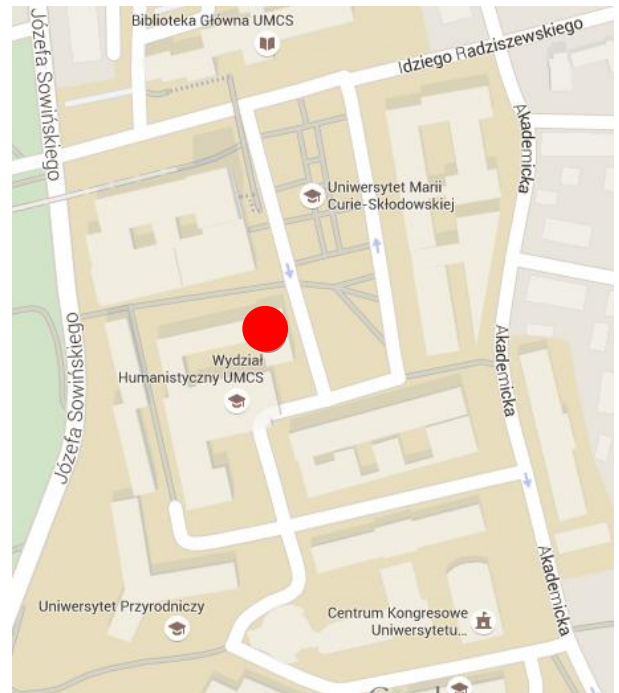 Biblioteka Główna UMCS
Józefa Sowińskiego
Idziego Radziszewskiego
Akademicka
Uniwersytet Marii
Curie-Skłodowskiej
Józefa Sowińskiego
Akademicka
Wydział
Humanistyczny UMCS
Akademicka
Uniwersytet Przyrodniczy
Centrum Kongresowe
Uniwersytetu...